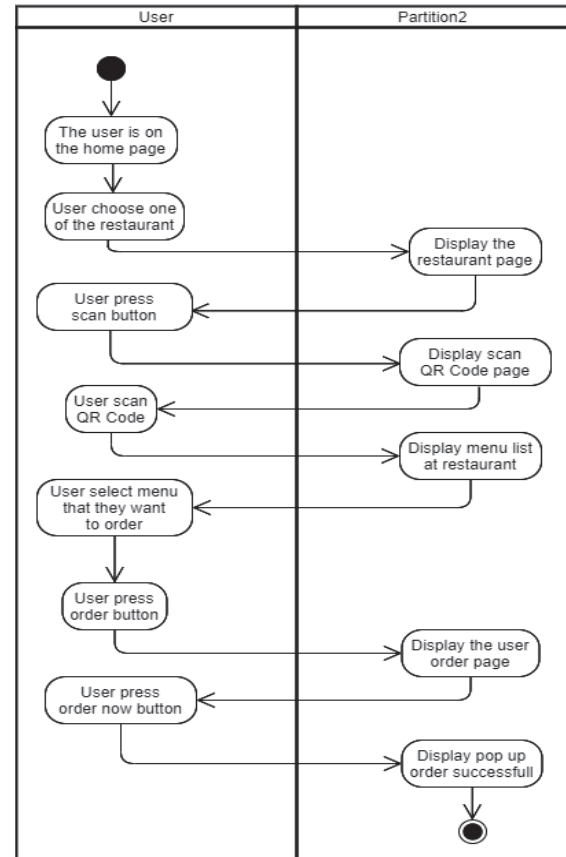 User
Partition2
The user is on
the home page
User choose one
of the restaurant
Display the
restaurant page
User press
scan button
Display scan
QR Code page
User scan
QR Code
Display menu list
at restaurant
User select menu
that they want
to order
User press
order button
Display the user
order page
User press
order now button
Display pop up
order successfull